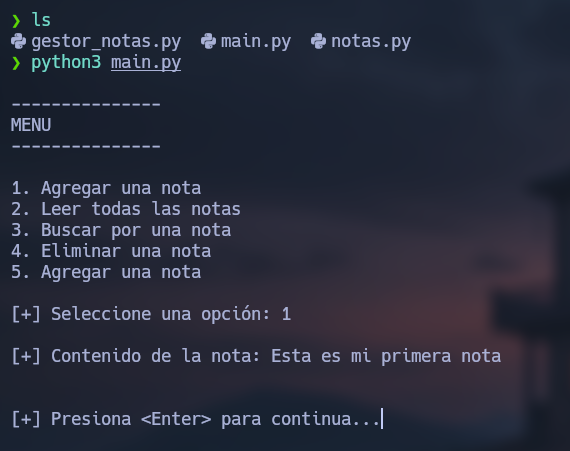 ❯ ls
gestor_notas.py main.py notas.py
❯ python3 main.py
---------------
MENU
---------------
1. Agregar una nota
2. Leer todas las notas
3. Buscar por una nota
4. Eliminar una nota
5. Agregar una nota
[+] Seleccione una opción: 1
[+] Contenido de la nota: Esta es mi primera nota
[+] Presiona <Enter> para continua...